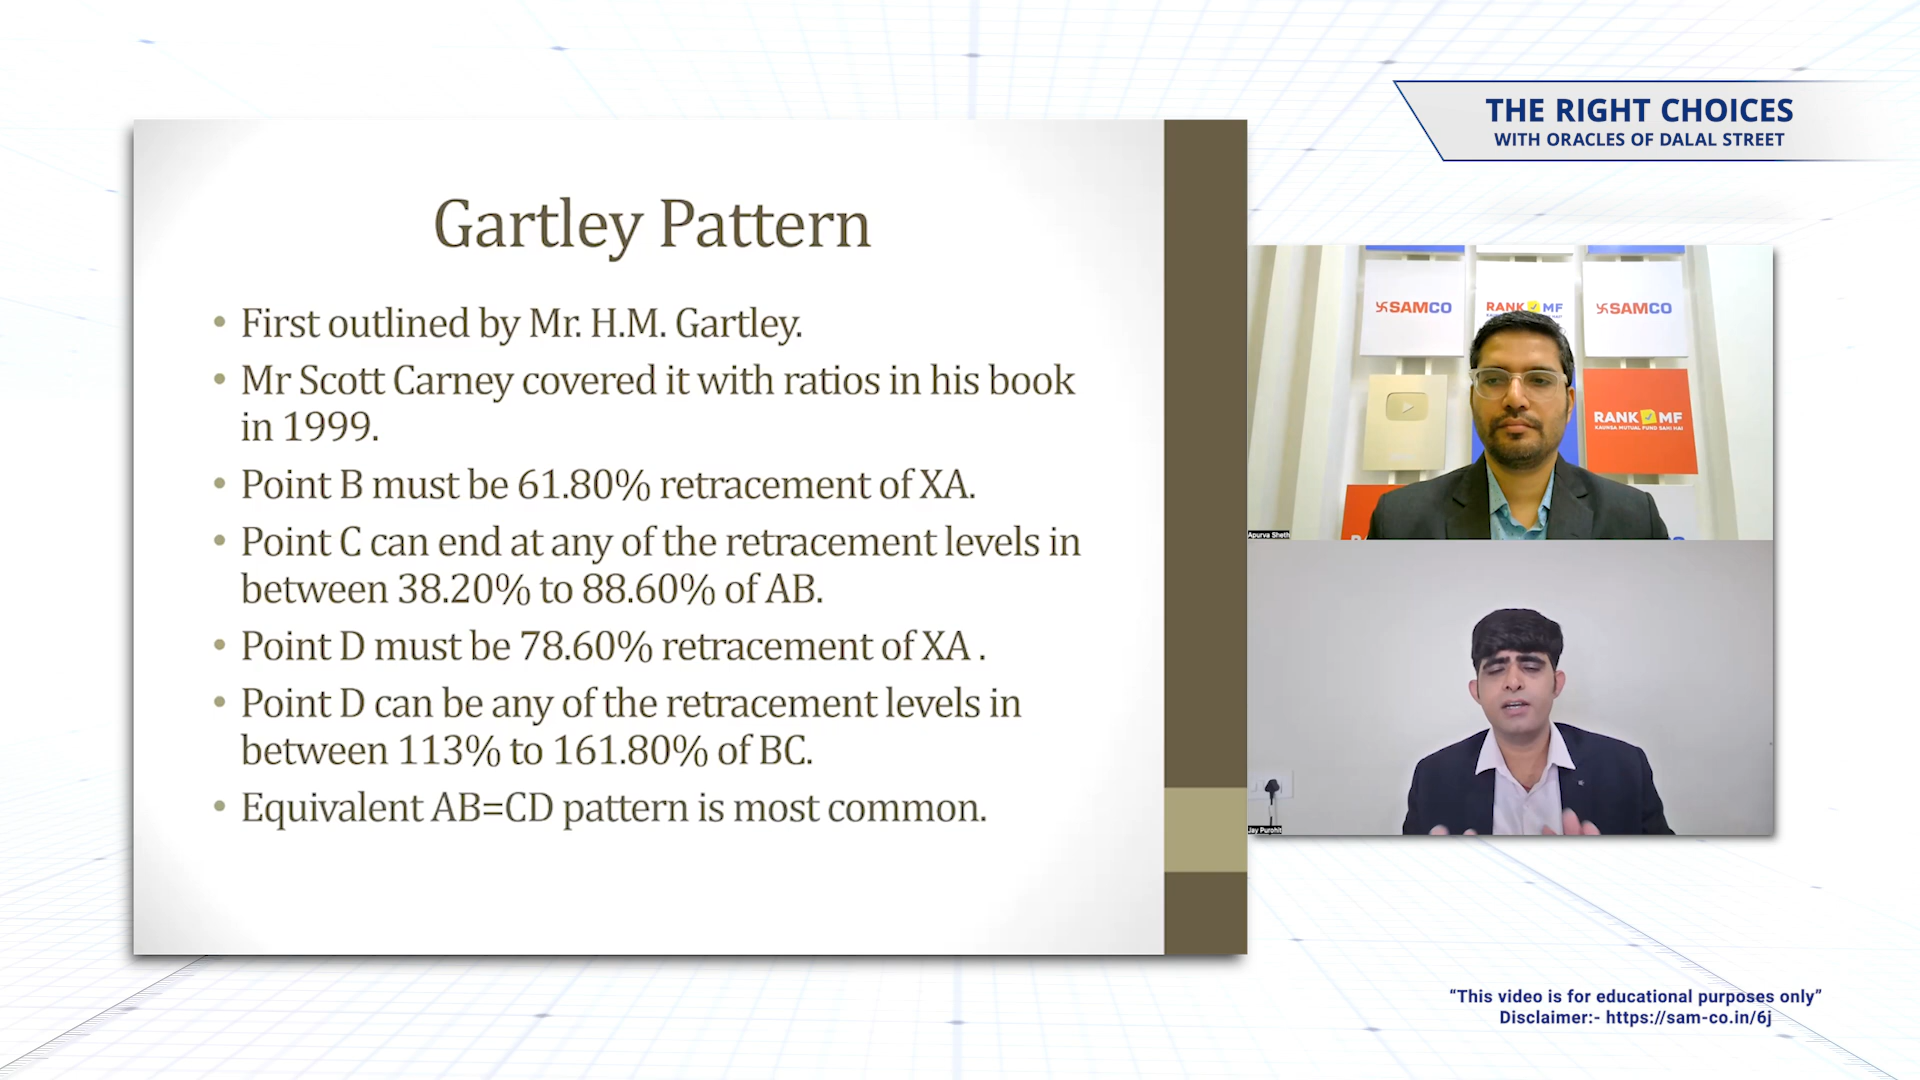 THE RIGHT CHOICES
WITH ORACLES OF DALAL STREET
Gartley Pattern
• First outlined by Mr. H.M. Gartley.
• Mr Scott Carney covered it with ratios in his book
in 1999.
• Point B must be 61.80% retracement of XA.
• Point C can end at any of the retracement levels in
between 38.20% to 88.60% of AB.
• Point D must be 78.60% retracement of XA .
• Point D can be any of the retracement levels in
between 113% to 161.80% of BC.
• Equivalent AB=CD pattern is most common.
SAMCO
RANK MF
SAMCO
RANK MF
KAUNSA MUTUAL FUND SAHI HAI
Apurva Sheth
Jay Purohit
“This video is for educational purposes only”
Disclaimer:- https://sam-co.in/6j